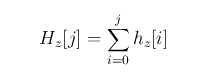 H_z[j] = \sum_{i=0}^{j} h_z[i]